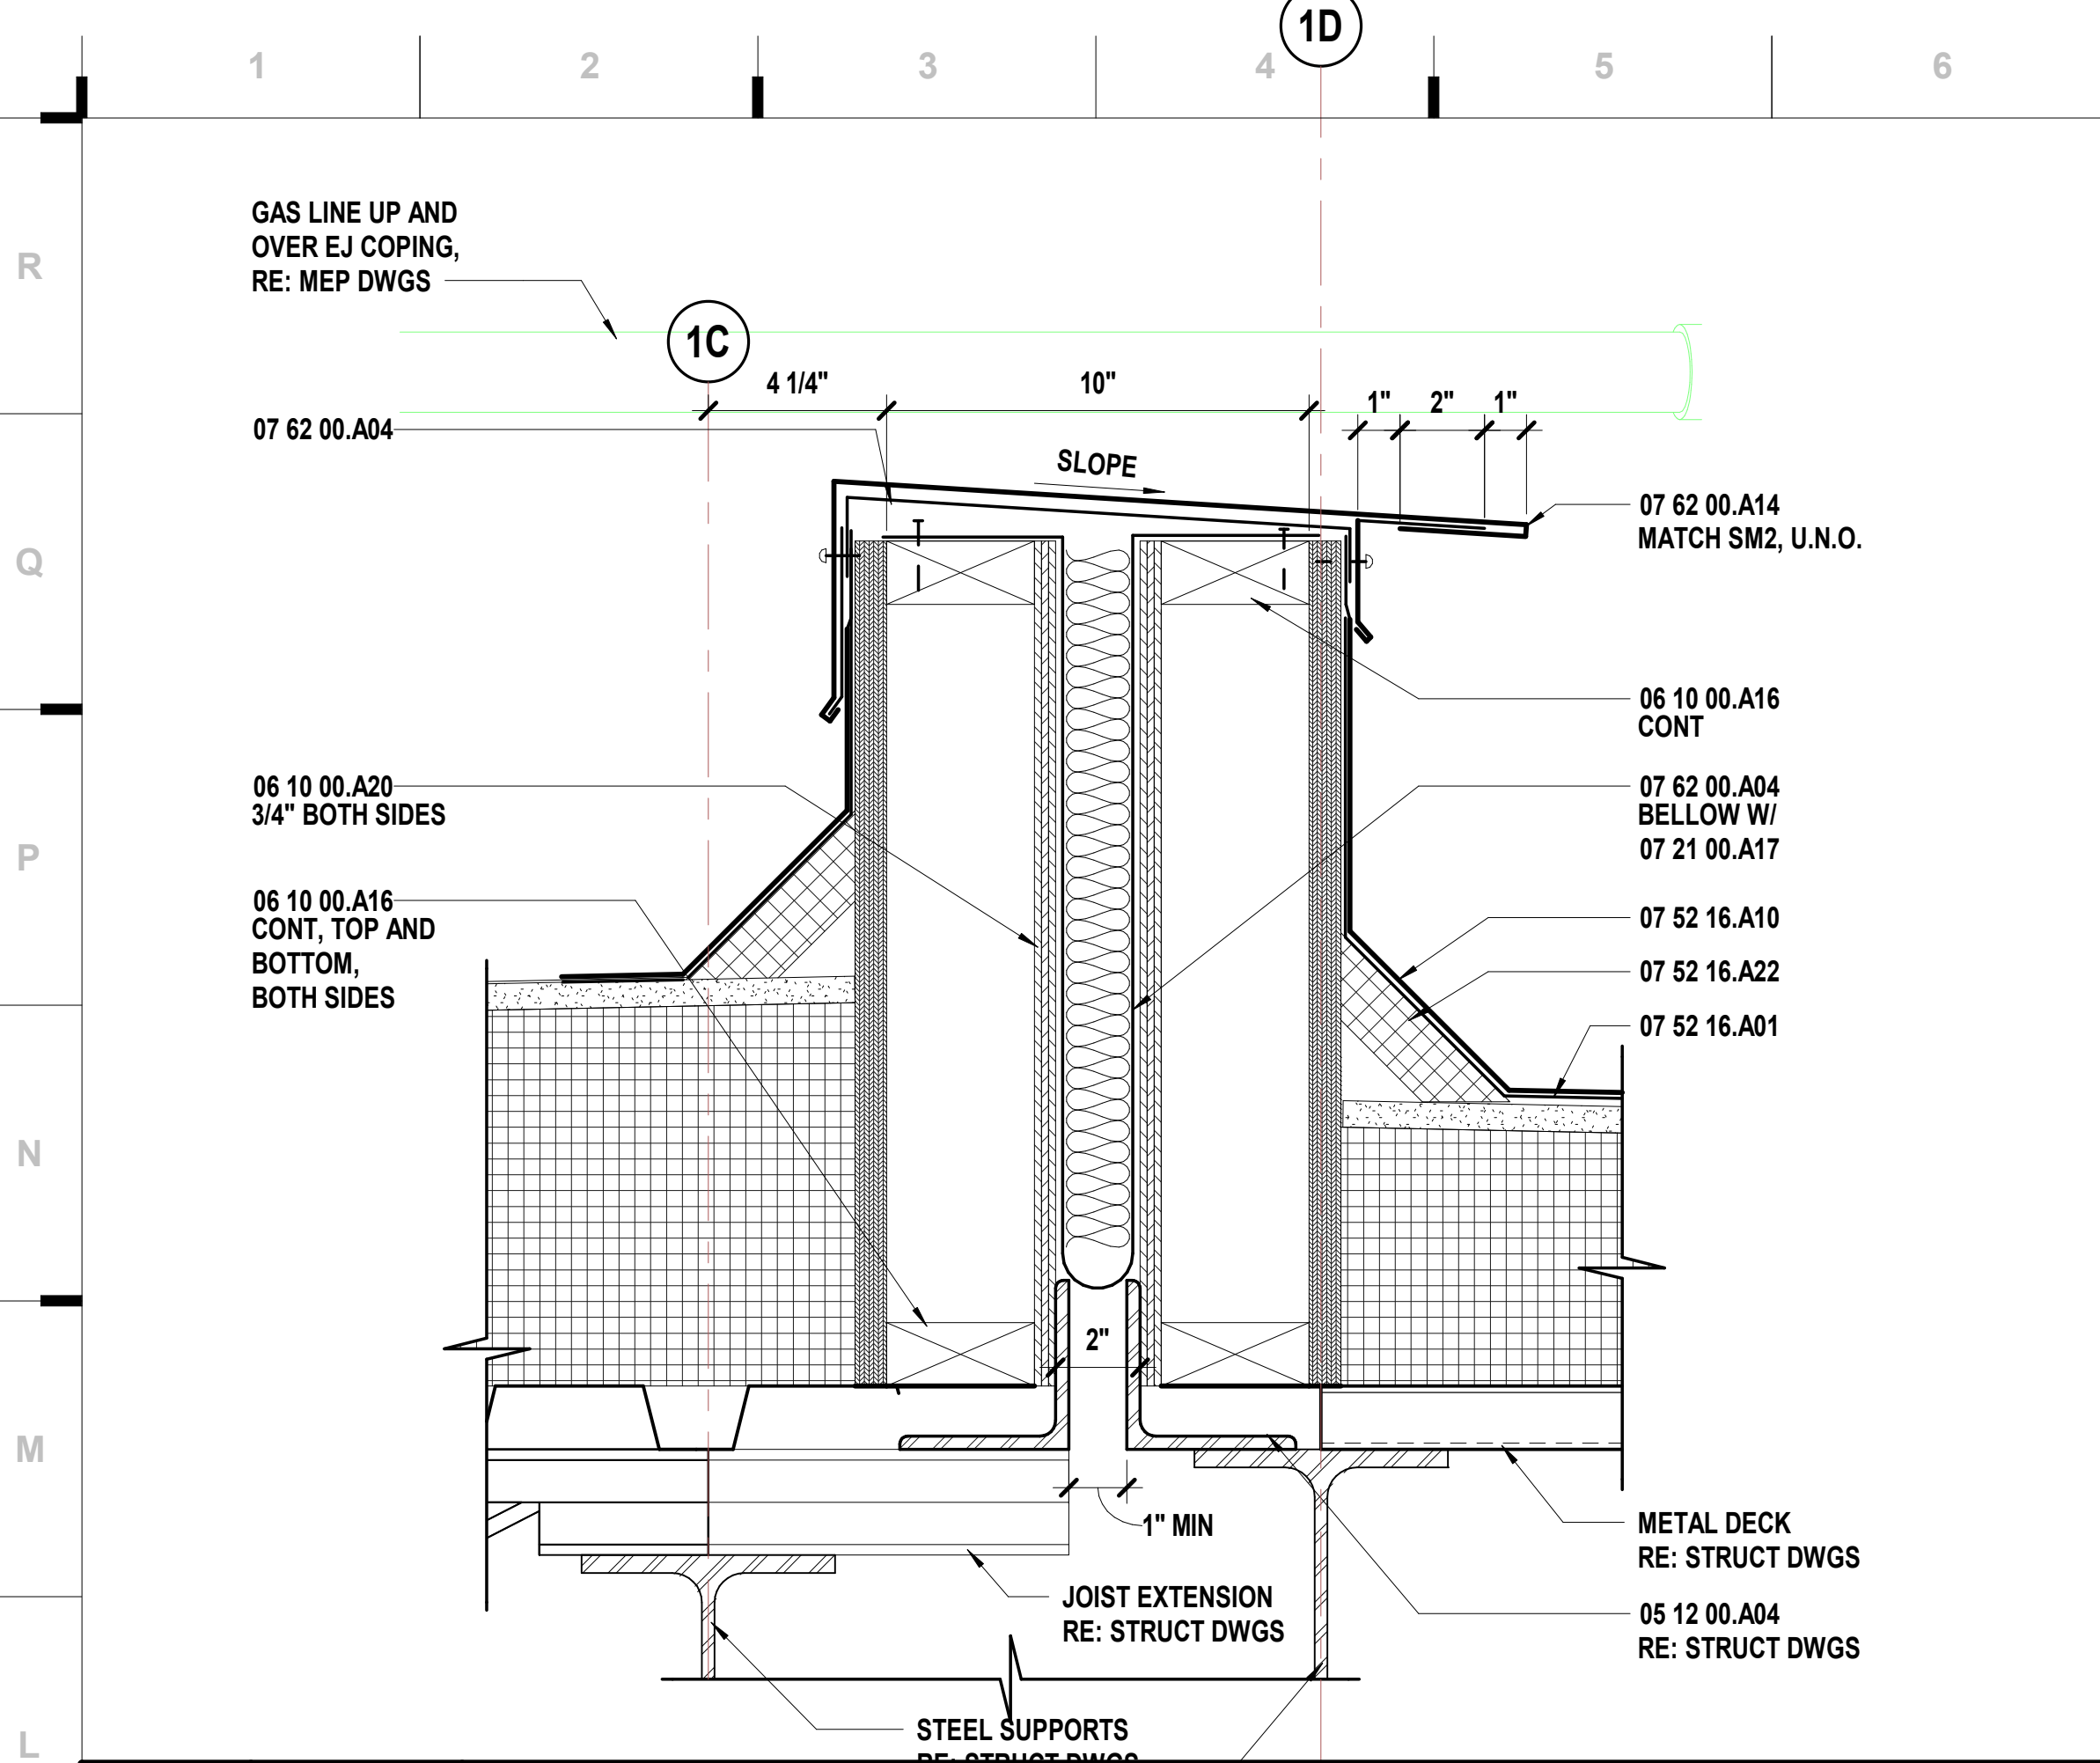 1D
1
2
3
4
5
6
R
Q
P
N
M
L
GAS LINE UP AND
OVER EJ COPING,
RE: MEP DWGS
1C
4 1/4"
10"
1"
2"
1"
07 62 00.A04
SLOPE
07 62 00.A14
MATCH SM2, U.N.O.
06 10 00.A16
CONT
06 10 00.A20
3/4" BOTH SIDES
07 62 00.A04
BELLOW W/
07 21 00.A17
06 10 00.A16
CONT, TOP AND
BOTTOM,
BOTH SIDES
07 52 16.A10
07 52 16.A22
07 52 16.A01
2"
1" MIN
METAL DECK
RE: STRUCT DWGS
JOIST EXTENSION
RE: STRUCT DWGS
05 12 00.A04
RE: STRUCT DWGS
STEEL SUPPORTS
RE: STRUCT DWGS